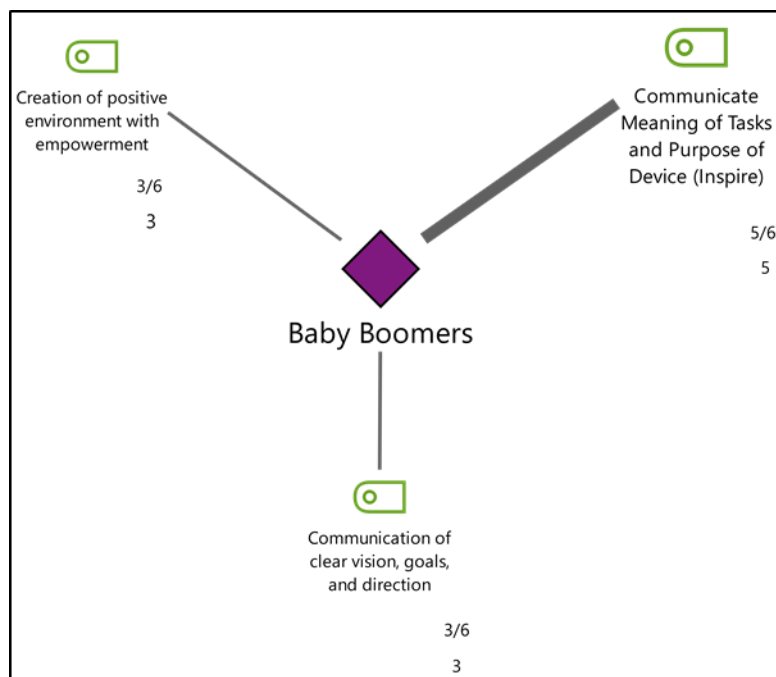 Creation of positive
environment with
empowerment
3/6
3
Communicate
Meaning of Tasks
and Purpose of
Device (Inspire)
5/6
5
Baby Boomers
Communication of
clear vision, goals,
and direction
3/6
3